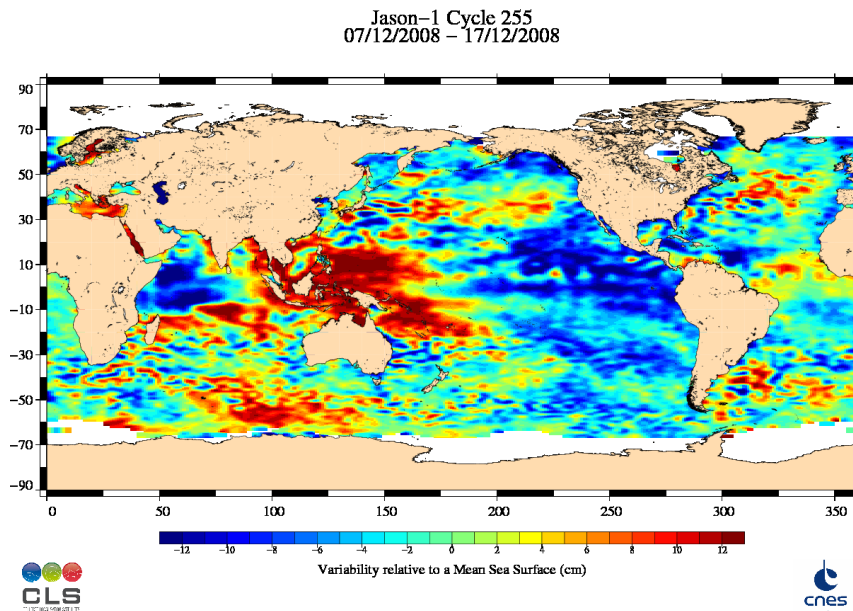 Jason-1 Cycle 255
07/12/2008 - 17/12/2008
90
70
50
30
10
-10
-30
-50
-70
-90
0 50 100 150 200 250 300 350
-12 -10 -8 -6 -4 -2 0 2 4 6 8 10 12
Variability relative to a Mean Sea Surface (cm)
CLS
cnes